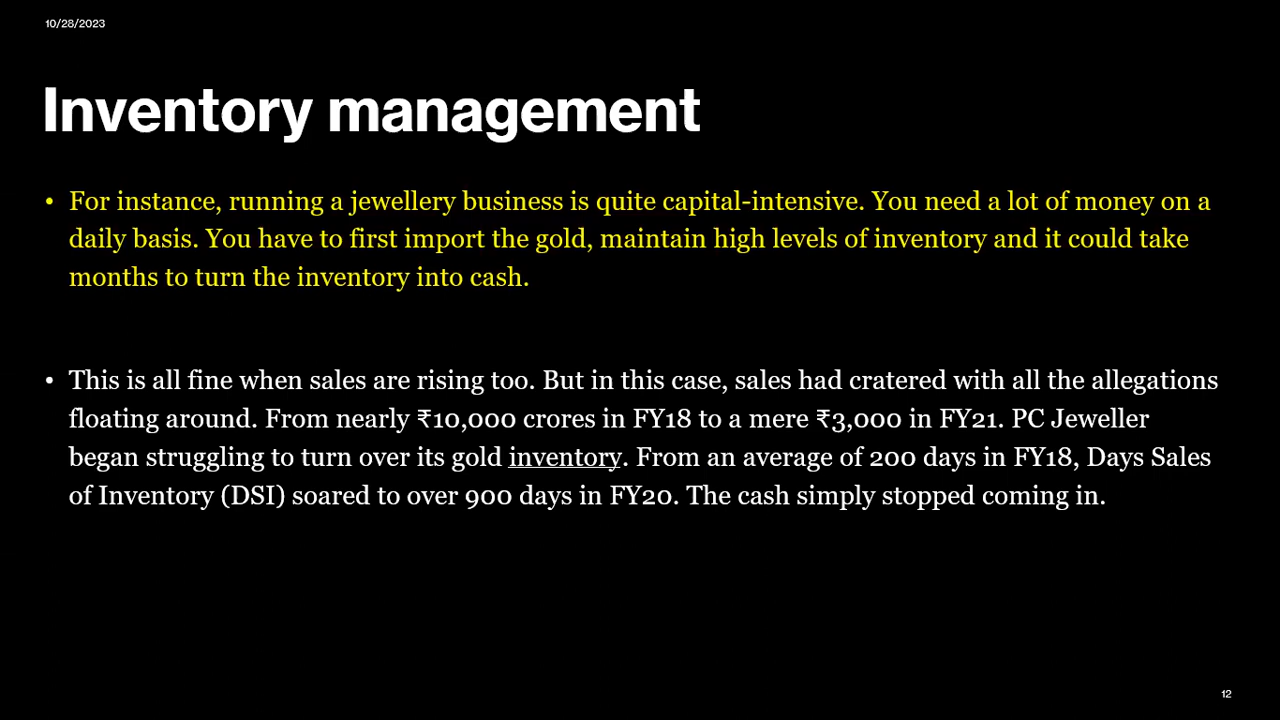 10/28/2023
Inventory management
• For instance, running a jewellery business is quite capital-intensive. You need a lot of money on a
daily basis. You have to first import the gold, maintain high levels of inventory and it could take
months to turn the inventory into cash.
• This is all fine when sales are rising too. But in this case, sales had cratered with all the allegations
floating around. From nearly ₹10,000 crores in FY18 to a mere ₹3,000 in FY21. PC Jeweller
began struggling to turn over its gold inventory. From an average of 200 days in FY18, Days Sales
of Inventory (DSI) soared to over 900 days in FY20. The cash simply stopped coming in.
12